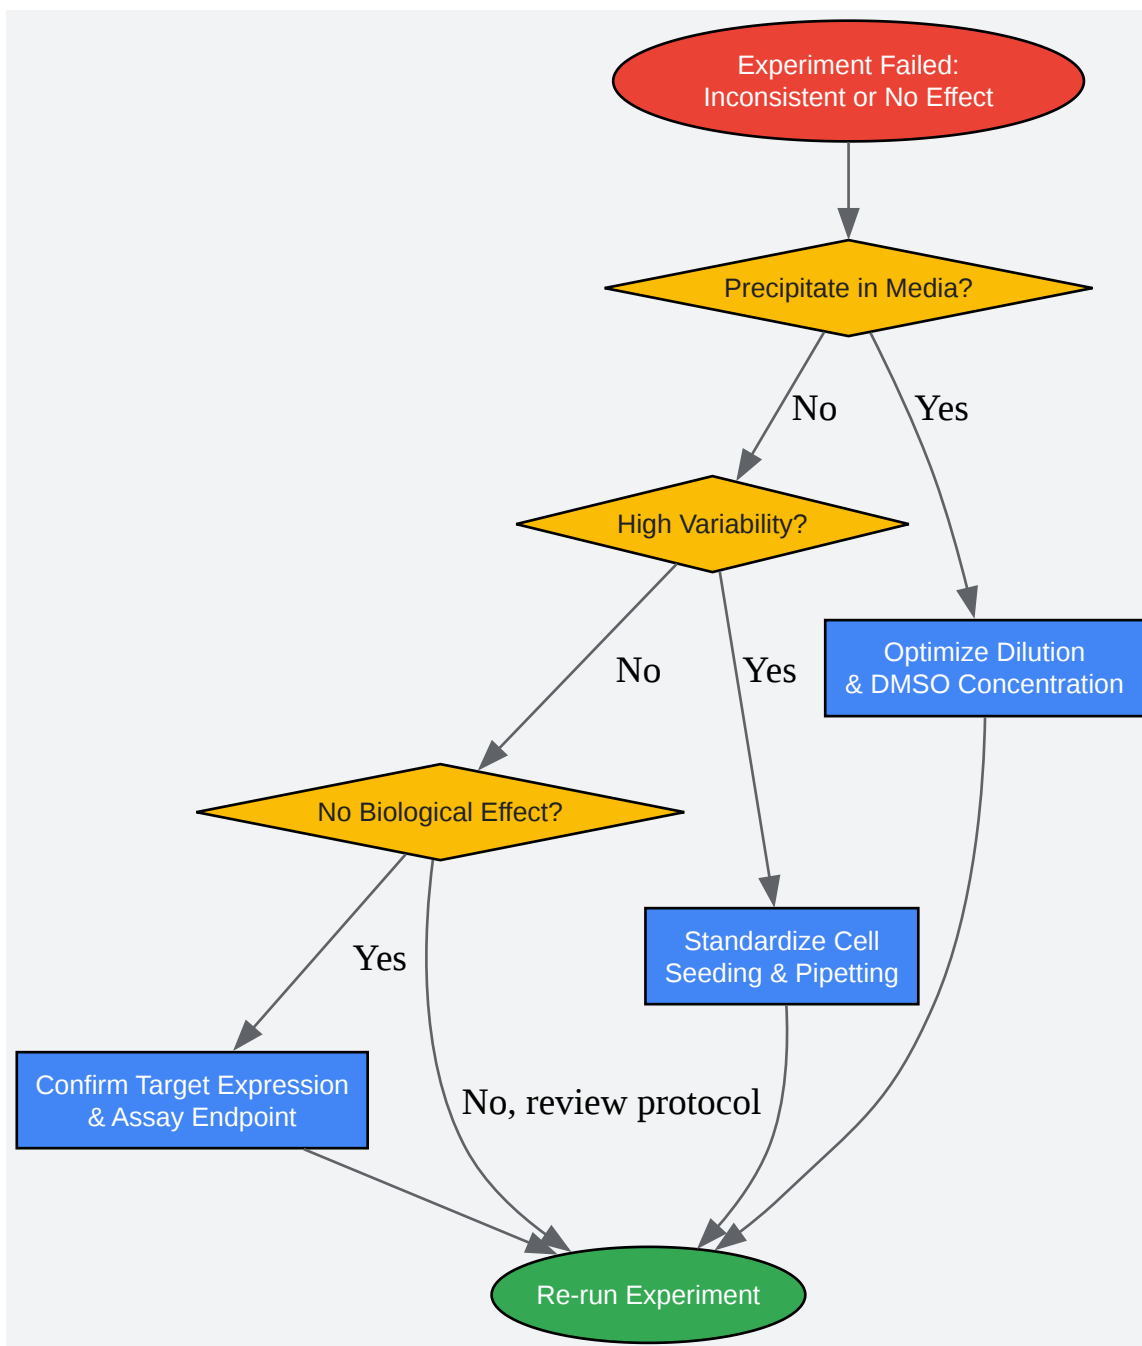 Experiment Failed:
Inconsistent or No Effect
Precipitate in Media?
No
Yes
High Variability?
No
Yes
Optimize Dilution
& DMSO Concentration
No Biological Effect?
Yes
Standardize Cell
Seeding & Pipetting
Confirm Target Expression
& Assay Endpoint
No, review protocol
Re-run Experiment